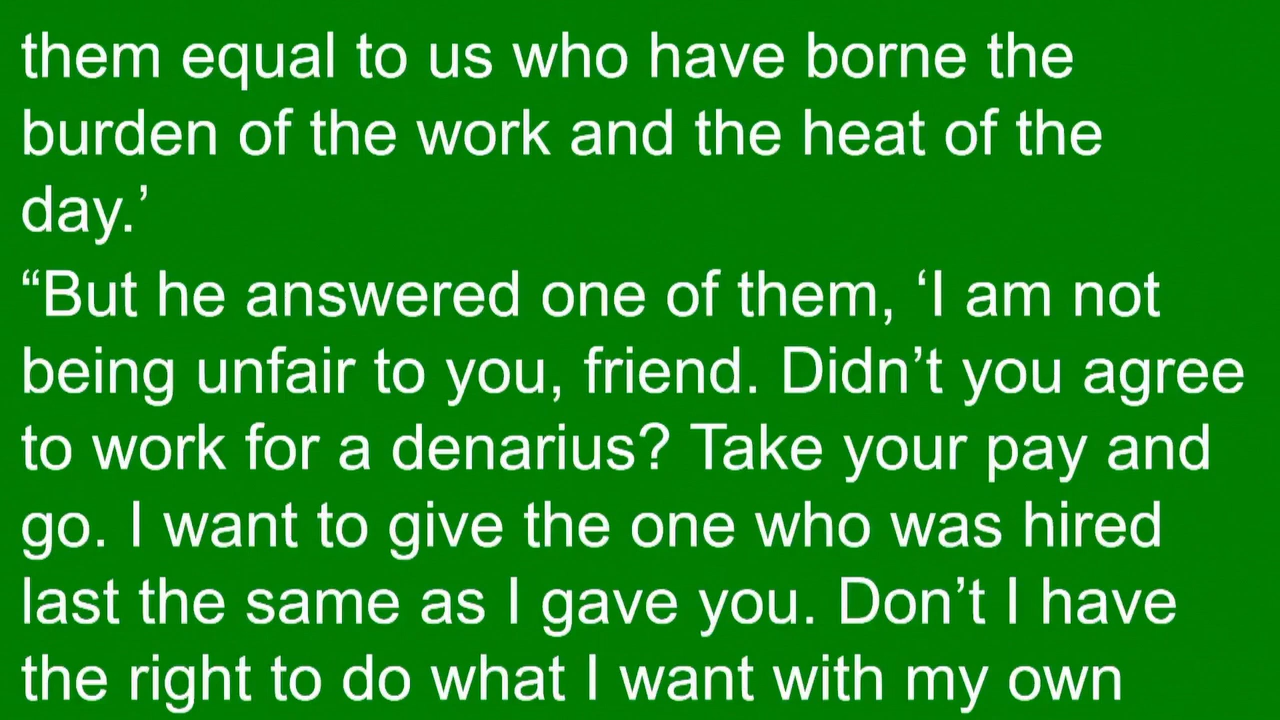 them equal to us who have borne the
burden of the work and the heat of the
day.’
“But he answered one of them, ‘I am not
being unfair to you, friend. Didn’t you agree
to work for a denarius? Take your pay and
go. I want to give the one who was hired
last the same as I gave you. Don’t I have
the right to do what I want with my own